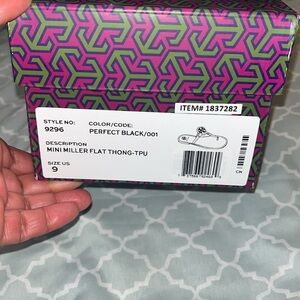 ITEM# 1837282
STYLE NO: COLOR/CODE:
9296 PERFECT BLACK/001
DESCRIPTION
MINI MILLER FLAT THONG-TPU
SIZE US
9
CN